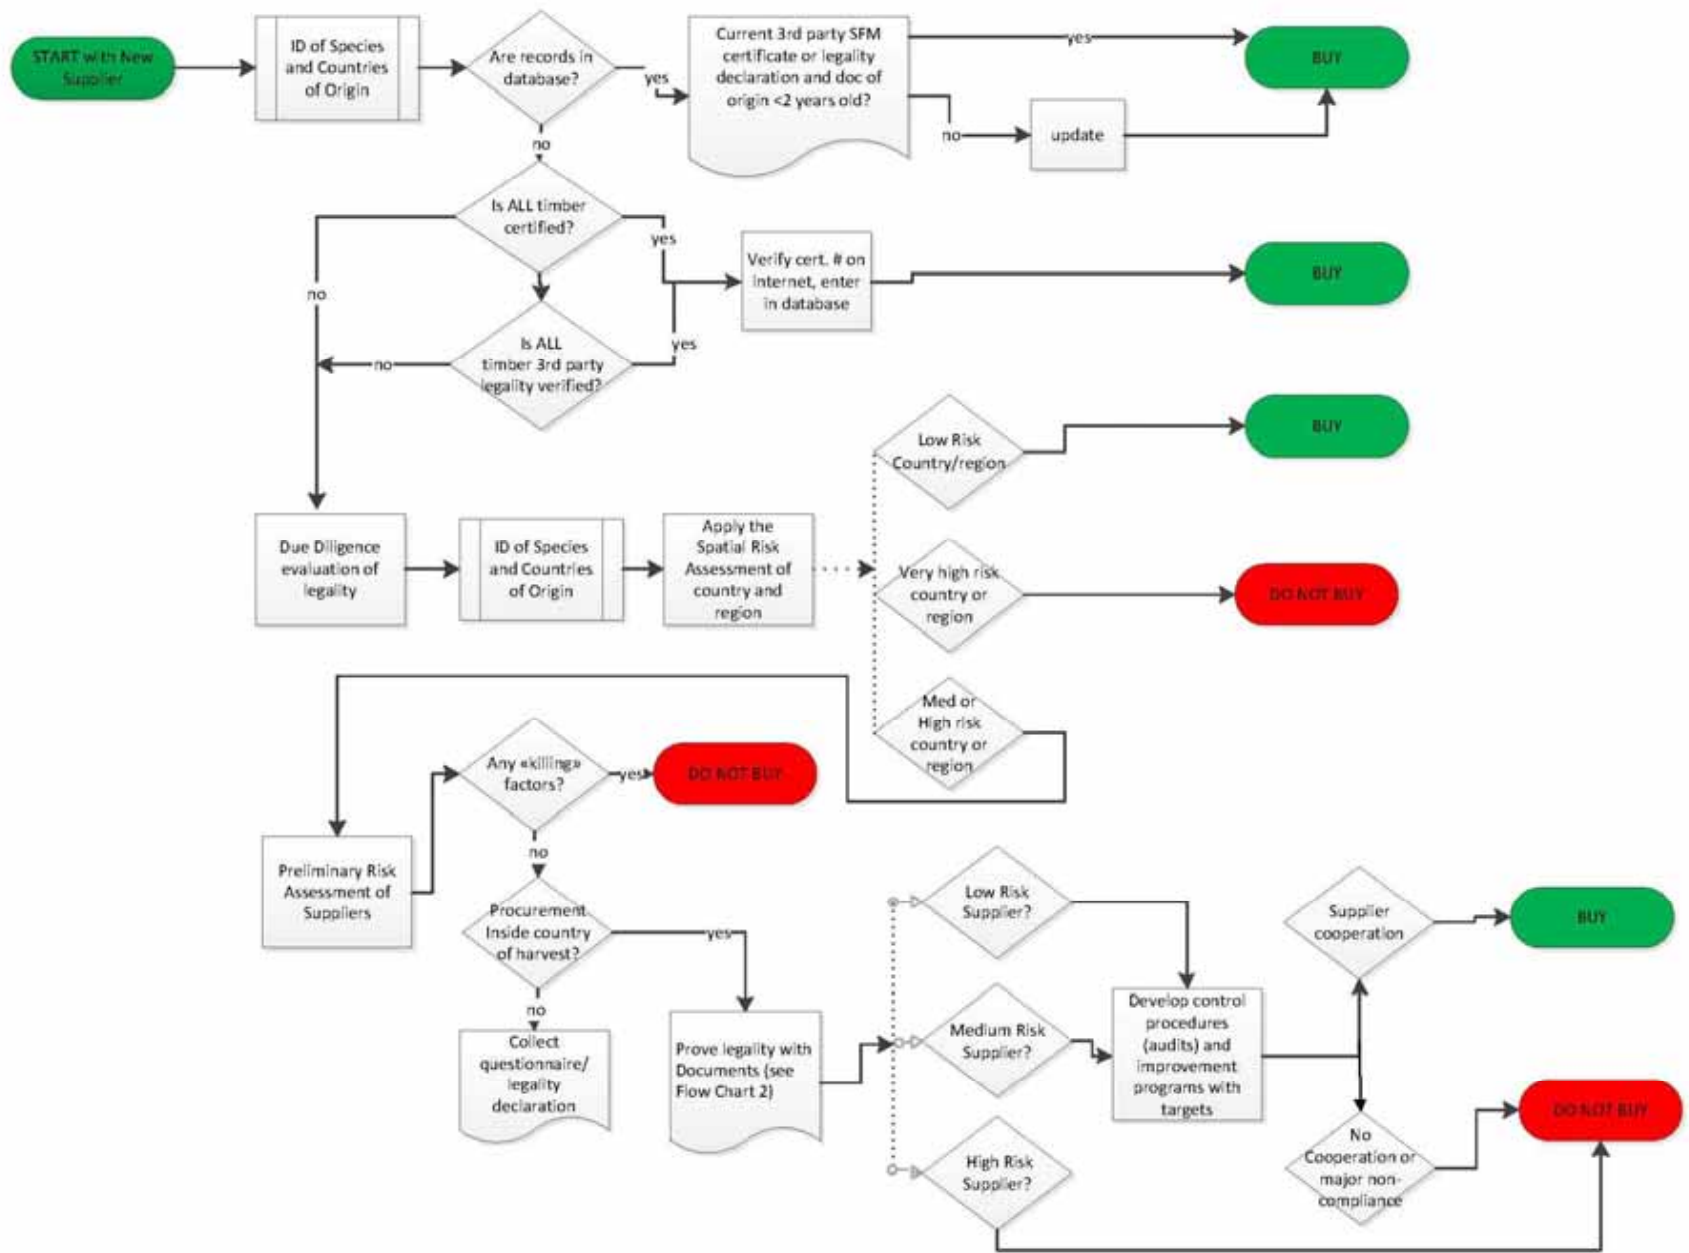 START with New
Supplier
ID of Species
and Countries
of Origin
Are records in
database?
yes
Current 3rd party SFM
certificate or legality
declaration and doc of
origin <2 years old?
yes
BUY
no
update
no
Is ALL timber
certified?
yes
no
Verify cert. # on
Internet, enter
in database
BUY
Is ALL
timber 3rd party
legality verified?
yes
no
Low Risk
Country/region
BUY
Due Diligence
evaluation of
legality
ID of Species
and Countries
of Origin
Apply the
Spatial Risk
Assessment of
country and
region
Very high risk
country or
region
DO NOT BUY
Med or
High risk
country or
region
Any «killing»
factors?
yes
DO NOT BUY
no
Preliminary Risk
Assessment of
Suppliers
Procurement
Inside country
of harvest?
yes
no
Collect
questionnaire/
legality
declaration
Prove legality with
Documents (see
Flow Chart 2)
Low Risk
Supplier?
Medium Risk
Supplier?
High Risk
Supplier?
Develop control
procedures
(audits) and
improvement
programs with
targets
Supplier
cooperation
BUY
No
Cooperation or
major non-
compliance
DO NOT BUY